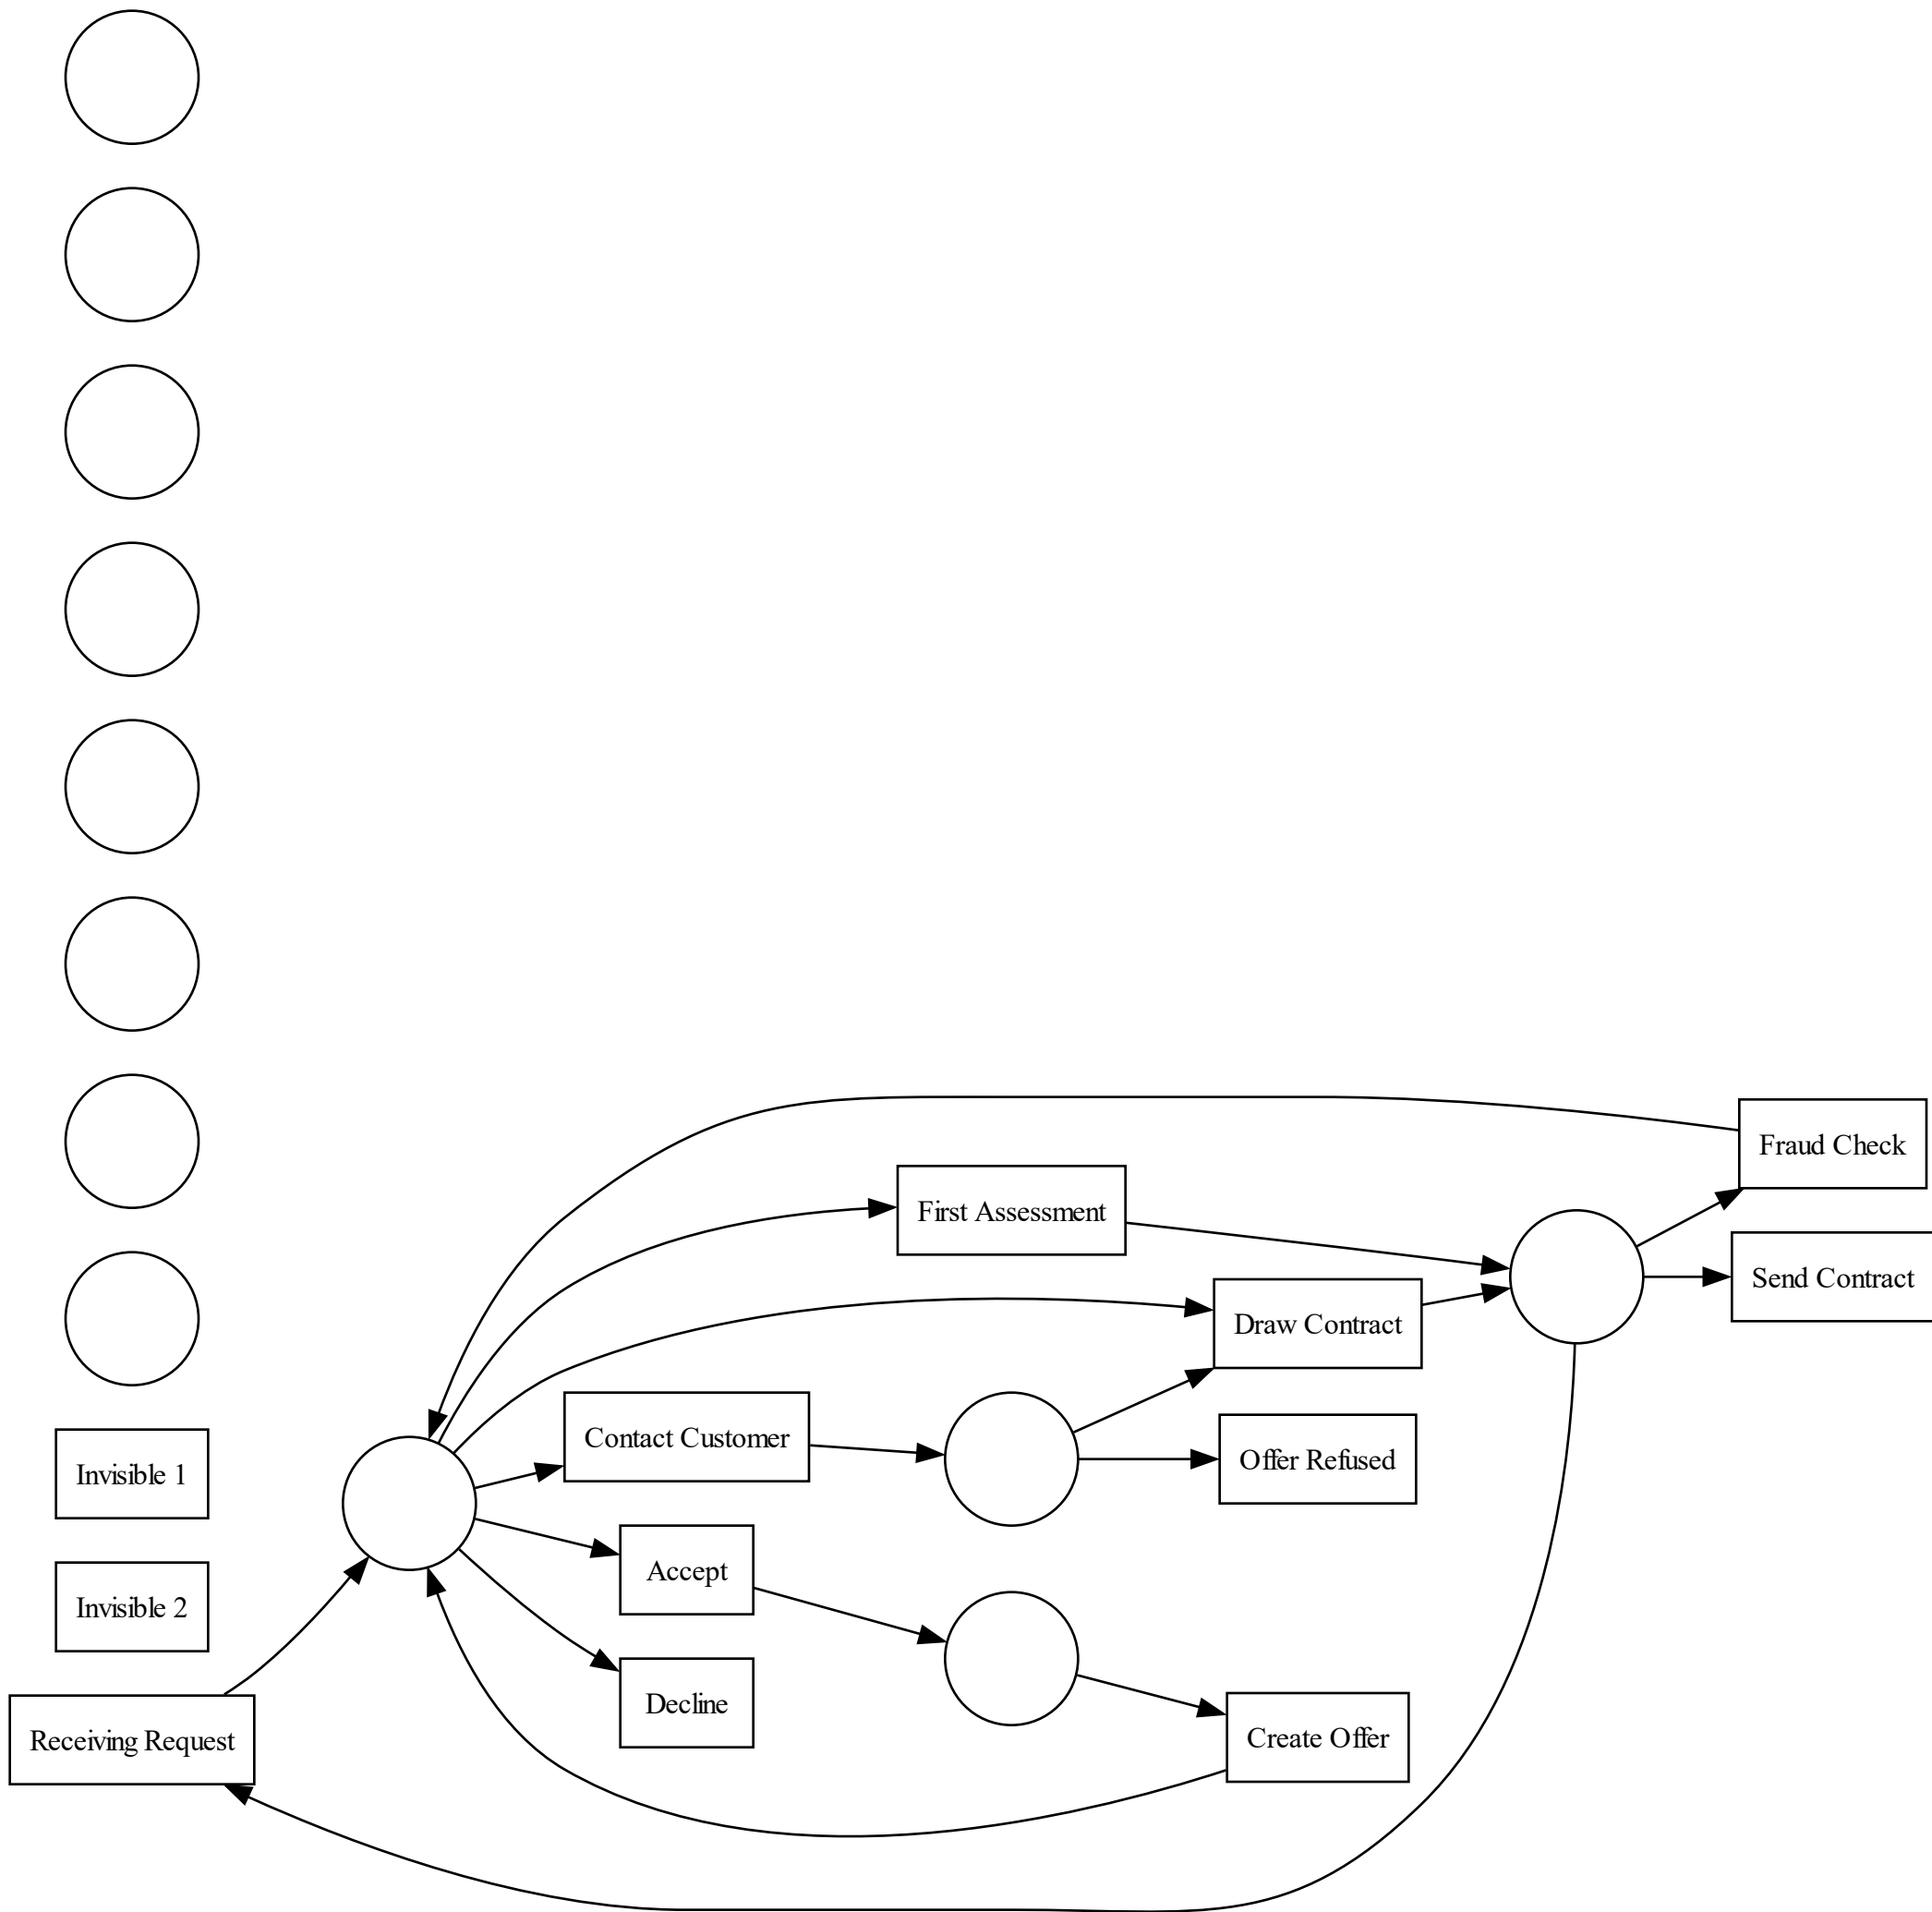 Fraud Check
First Assessment
Send Contract
Draw Contract
Contact Customer
Offer Refused
Invisible 1
Accept
Invisible 2
Decline
Receiving Request
Create Offer